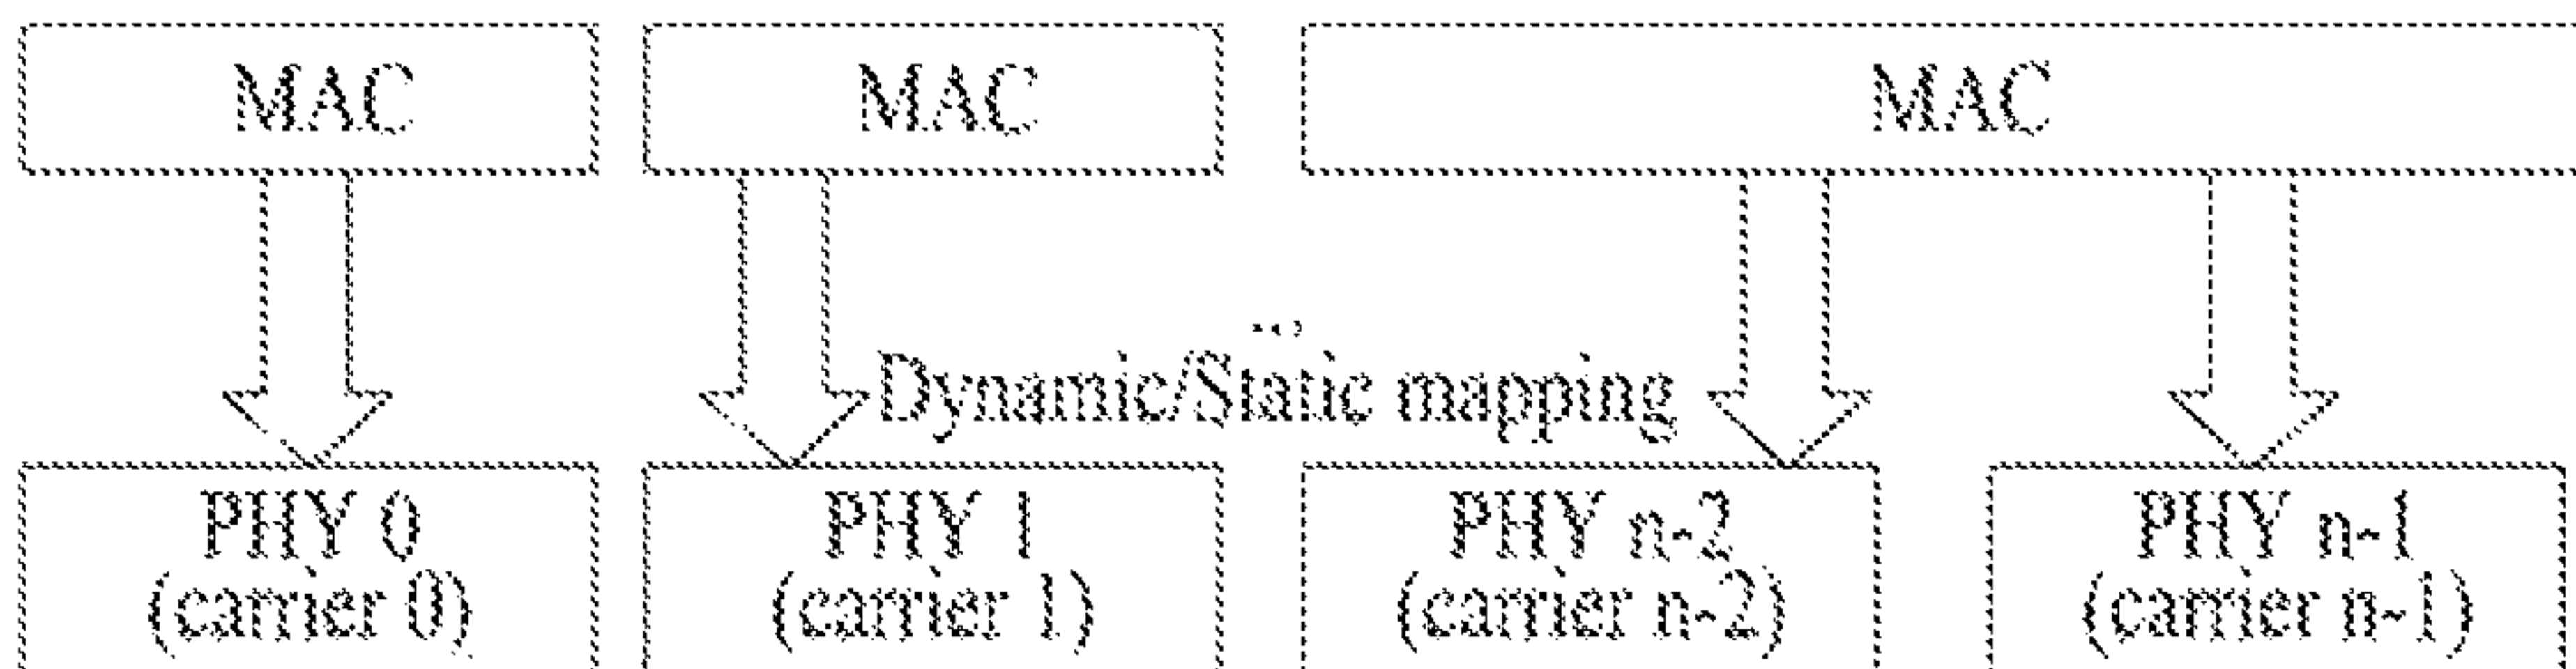 MAC
MAC
MAC
...
Dynamic/Static mapping
PHY 0
(carrier 0)
PHY 1
(carrier 1)
PHY n-2
(carrier n-2)
PHY n-1
(carrier n-1)